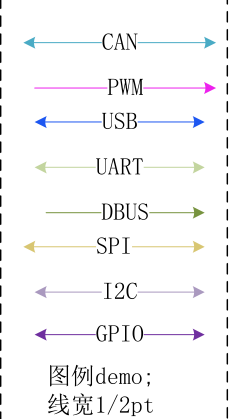 CAN
PWM
USB
UART
DBUS
SPI
I2C
GPIO
图例demo;
线宽1/2pt